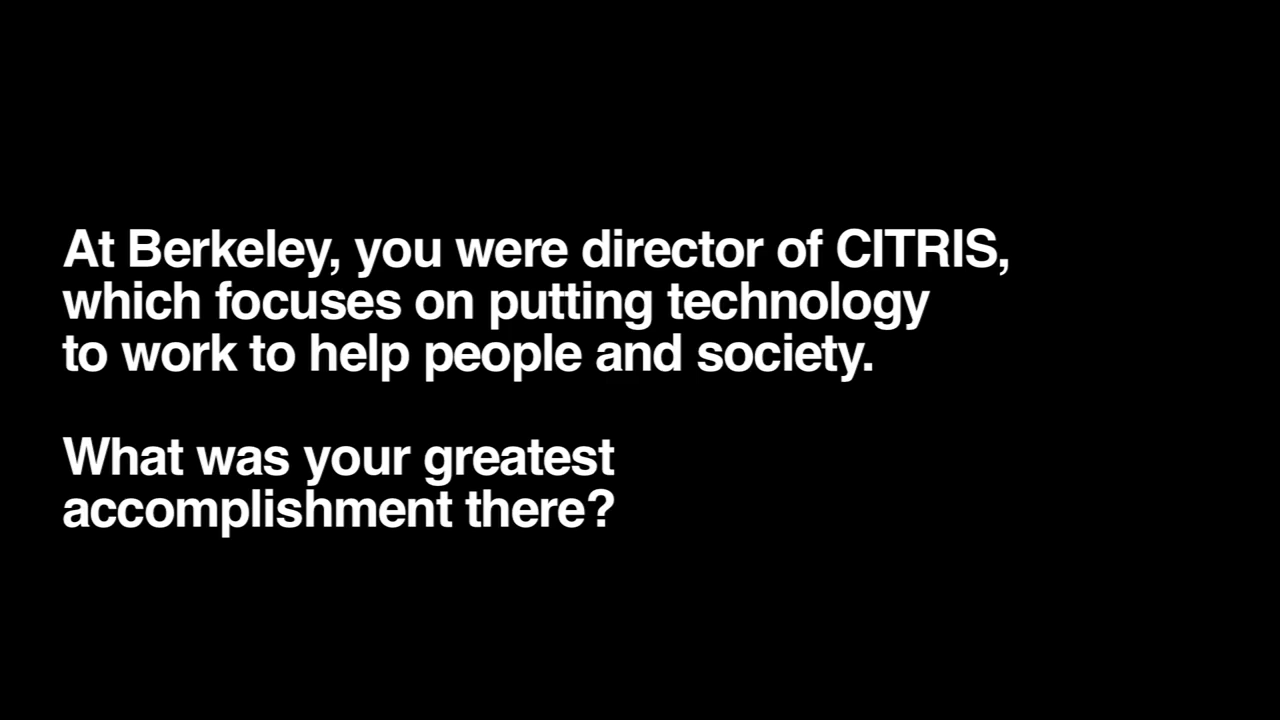 At Berkeley, you were director of CITRIS,
which focuses on putting technology
to work to help people and society.
What was your greatest
accomplishment there?